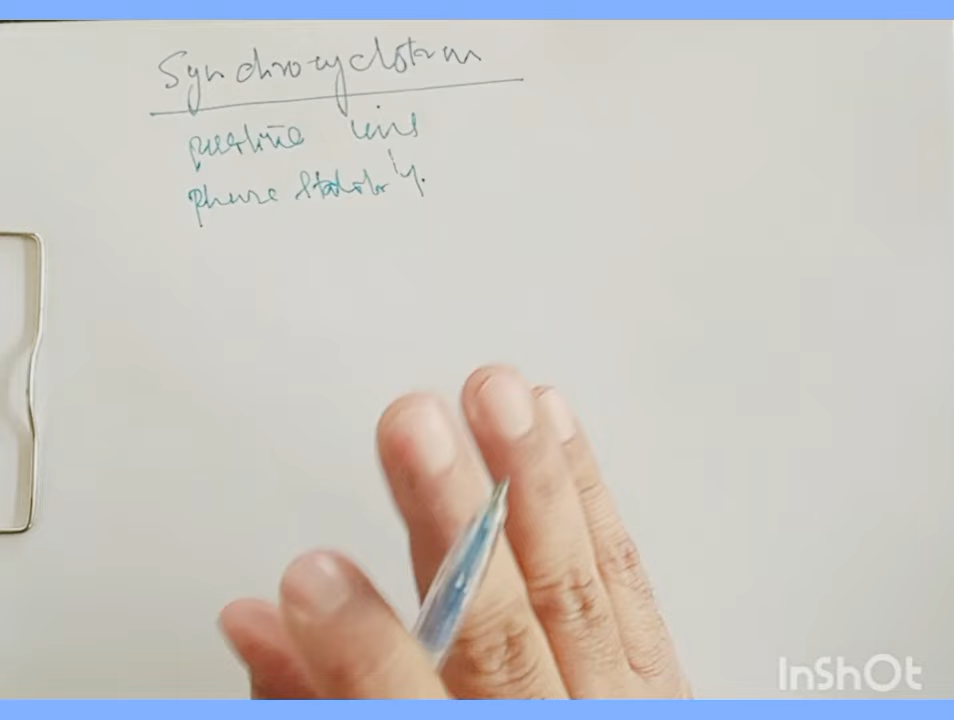 Synchrocyclotron
positive ions
phase stability.
InShOt